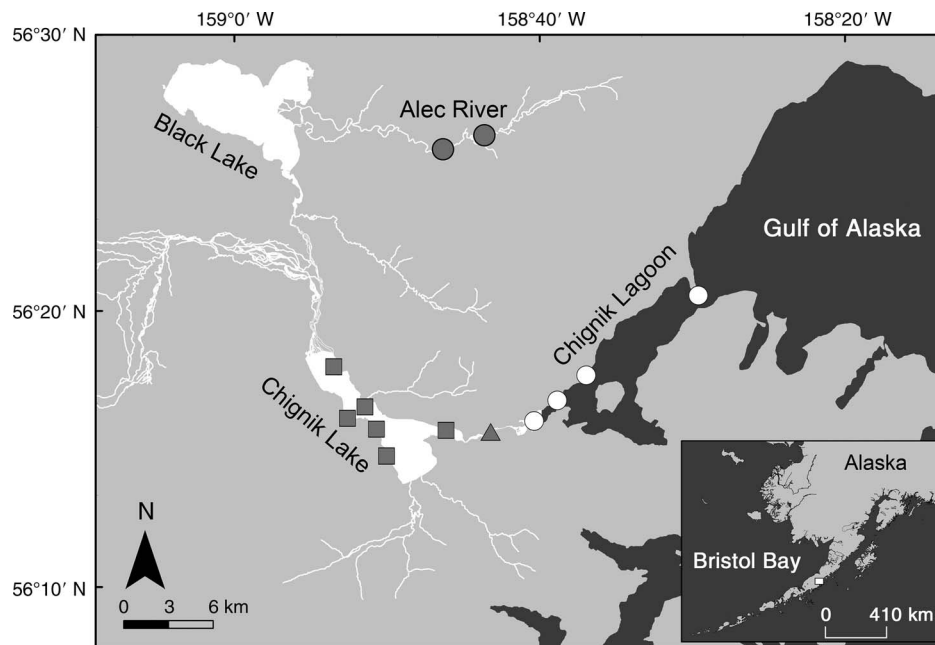 159°0′ W
158°40′ W
158°20′ W
56°30′ N
Alec River
Black Lake
Gulf of Alaska
56°20′ N
Chignik Lagoon
Chignik Lake
Alaska
N
Bristol Bay
56°10′ N
0 3 6 km
0 410 km